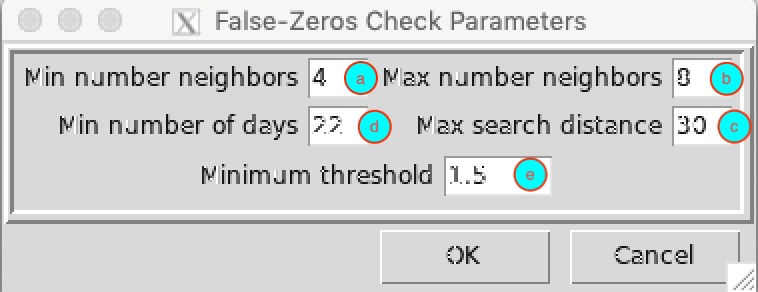 False-Zeros Check Parameters
Min number neighbors 4 a Max number neighbors 8 b
Min number of days 22 d Max search distance 30 c
Minimum threshold 1.5 e
OK Cancel